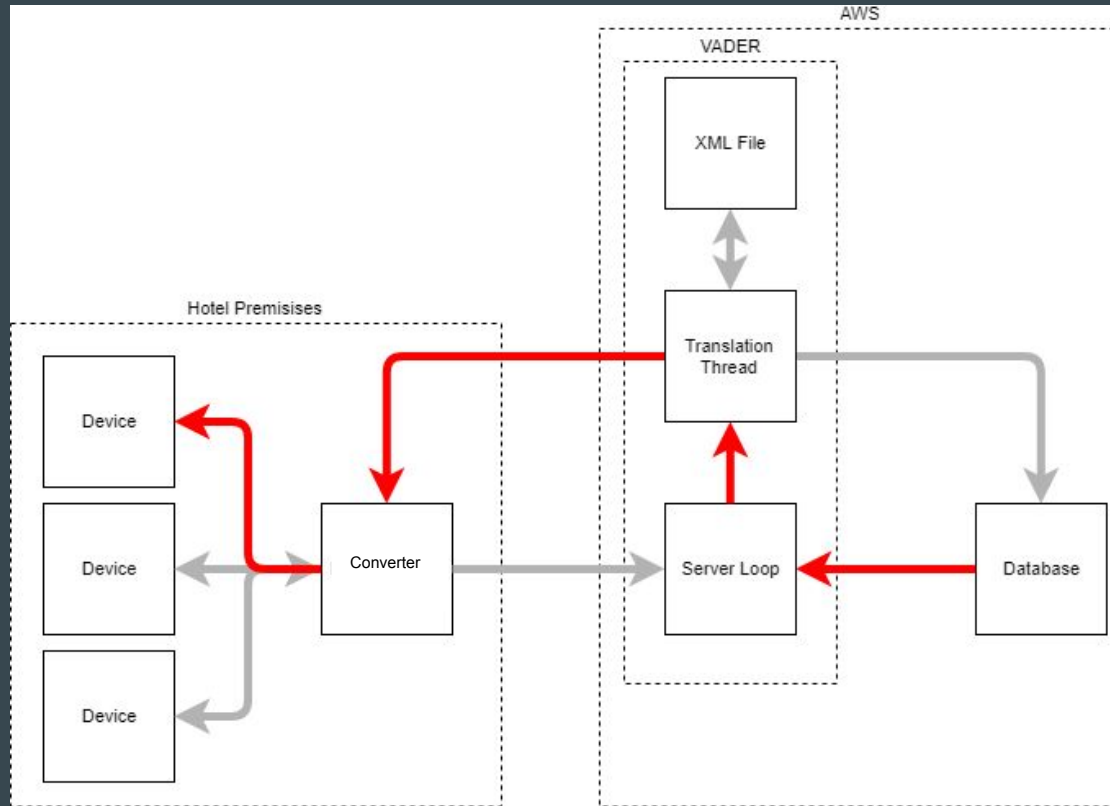 AWS
VADER
XML File
Hotel Premisises
Translation
Thread
Device
Device
Converter
Server Loop
Database
Device